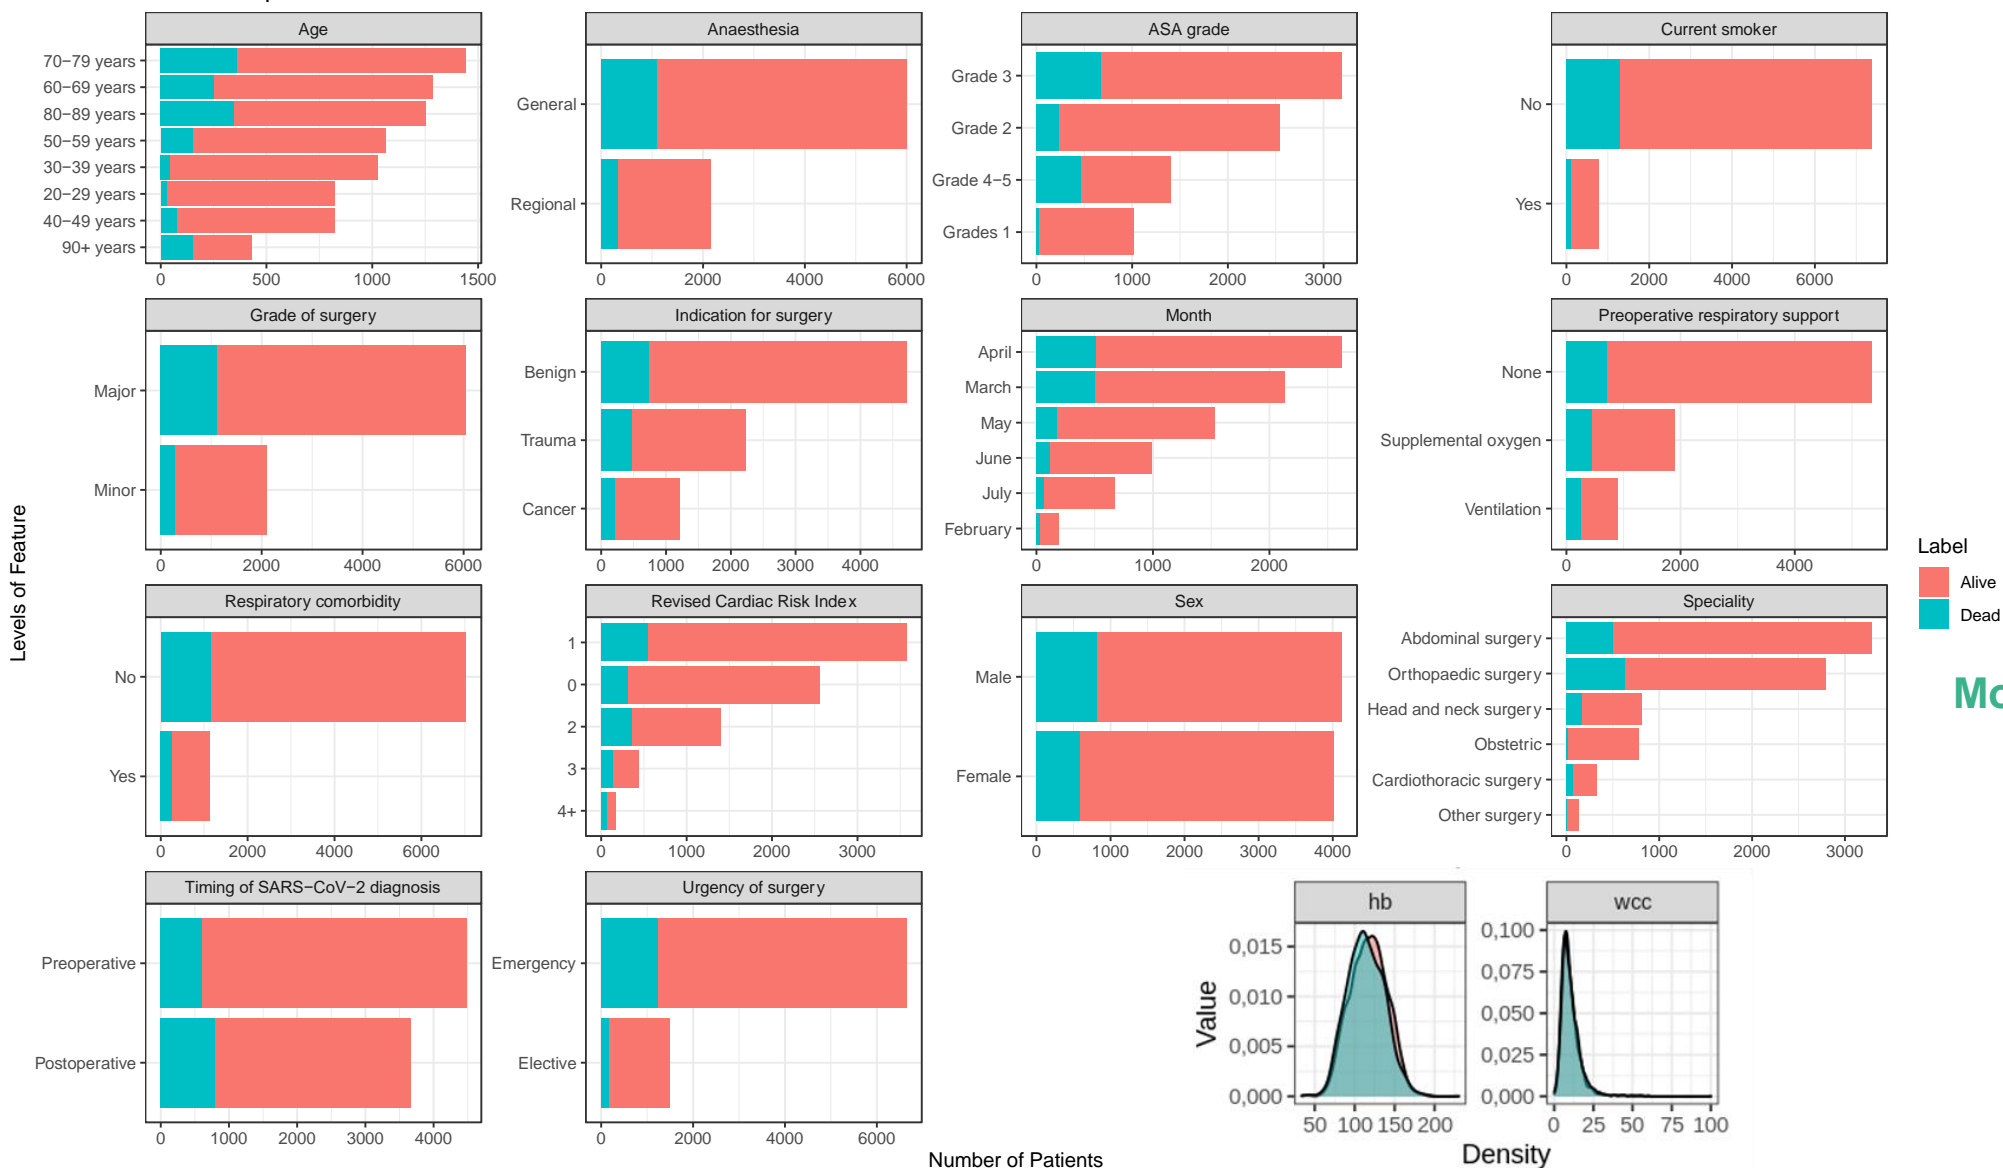 Age
70−79 years
60−69 years
80−89 years
50−59 years
30−39 years
20−29 years
40−49 years
90+ years
0 500 1000 1500
Anaesthesia
General
Regional
0 2000 4000 6000
ASA grade
Grade 3
Grade 2
Grade 4−5
Grades 1
0 1000 2000 3000
Current smoker
No
Yes
0 2000 4000 6000
Grade of surgery
Major
Minor
0 2000 4000 6000
Indication for surgery
Benign
Trauma
Cancer
0 1000 2000 3000 4000
Month
April
March
May
June
July
February
0 1000 2000
Preoperative respiratory support
None
Supplemental oxygen
Ventilation
0 2000 4000
Levels of Feature
Label
Alive
Dead
Respiratory comorbidity
No
Yes
0 2000 4000 6000
Revised Cardiac Risk Index
1
0
2
3
4+
0 1000 2000 3000
Sex
Male
Female
0 1000 2000 3000 4000
Speciality
Abdominal surgery
Orthopaedic surgery
Head and neck surgery
Obstetric
Cardiothoracic surgery
Other surgery
0 1000 2000 3000
Timing of SARS−CoV−2 diagnosis
Preoperative
Postoperative
0 1000 2000 3000 4000
Urgency of surgery
Emergency
Elective
0 2000 4000 6000
Number of Patients
hb
0,015
0,010
0,005
0,000
50 100 150 200
wcc
0,100
0,075
0,050
0,025
0,000
0 25 50 75 100
Value
Density